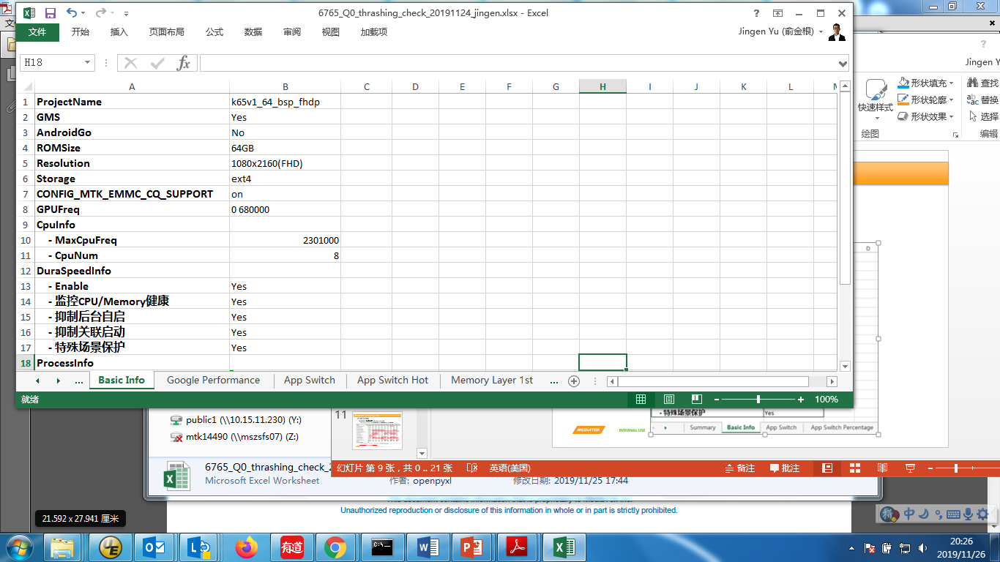 6765_Q0_thrashing_check_20191124_jingen.xlsx - Excel
文件 开始 插入 页面布局 公式 数据 审阅 视图 加载项
Jingen Yu (俞金根)
H18
A B C D E F G H I J K L
1 ProjectName k65v1_64_bsp_fhdp
2 GMS Yes
3 AndroidGo No
4 ROMSize 64GB
5 Resolution 1080x2160(FHD)
6 Storage ext4
7 CONFIG_MTK_EMMC_CQ_SUPPORT on
8 GPUFreq 0 680000
9 CpuInfo
10 - MaxCpuFreq 2301000
11 - CpuNum 8
12 DuraSpeedInfo
13 - Enable Yes
14 - 监控CPU/Memory健康 Yes
15 - 抑制后台自启 Yes
16 - 抑制关联启动 Yes
17 - 特殊场景保护 Yes
18 ProcessInfo
... Basic Info Google Performance App Switch App Switch Hot Memory Layer 1st ...
就绪
100%
Jingen Y
快速样式
形状填充
形状轮廓
形状效果
绘图
查找
替换
选择
编辑
D
- 特殊场景保护 Yes
Summary Basic Info App Switch App Switch Percentage
MEDIATEK
INTERNAL USE
public1 (\\10.15.11.230) (Y:)
mtk14490 (\\mszsfs07) (Z:)
11
6765_Q0_thrashing_check_2
Microsoft Excel Worksheet
作者: openpyxl
修改日期: 2019/11/25 17:44
幻灯片 第 9 张，共 0 .. 21 张
英语(美国)
备注
批注
Unauthorized reproduction or disclosure of this information in whole or in part is strictly prohibited.
21.592 x 27.941 厘米
中
有道
20:26
2019/11/26